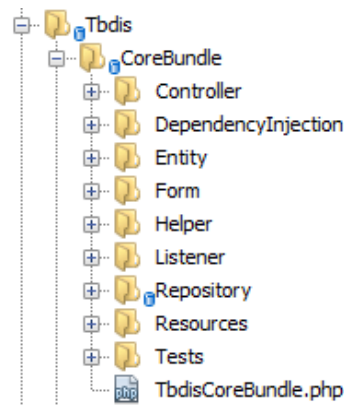 Tbdis
CoreBundle
Controller
DependencyInjection
Entity
Form
Helper
Listener
Repository
Resources
Tests
TbdisCoreBundle.php